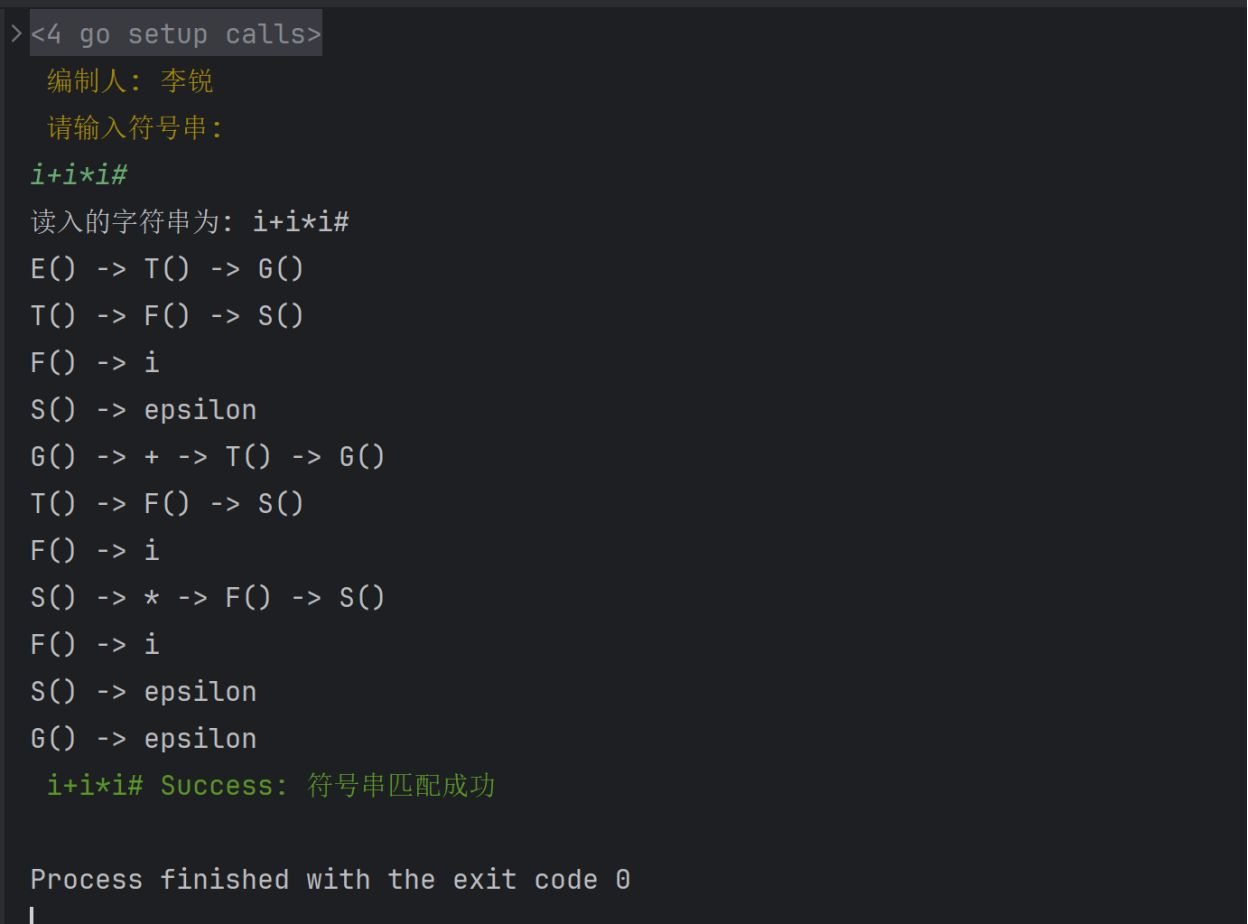 <4 go setup calls>
编制人: 李锐
请输入符号串:
i+i*i#
读入的字符串为: i+i*i#
E() -> T() -> G()
T() -> F() -> S()
F() -> i
S() -> epsilon
G() -> + -> T() -> G()
T() -> F() -> S()
F() -> i
S() -> * -> F() -> S()
F() -> i
S() -> epsilon
G() -> epsilon
i+i*i# Success: 符号串匹配成功
Process finished with the exit code 0